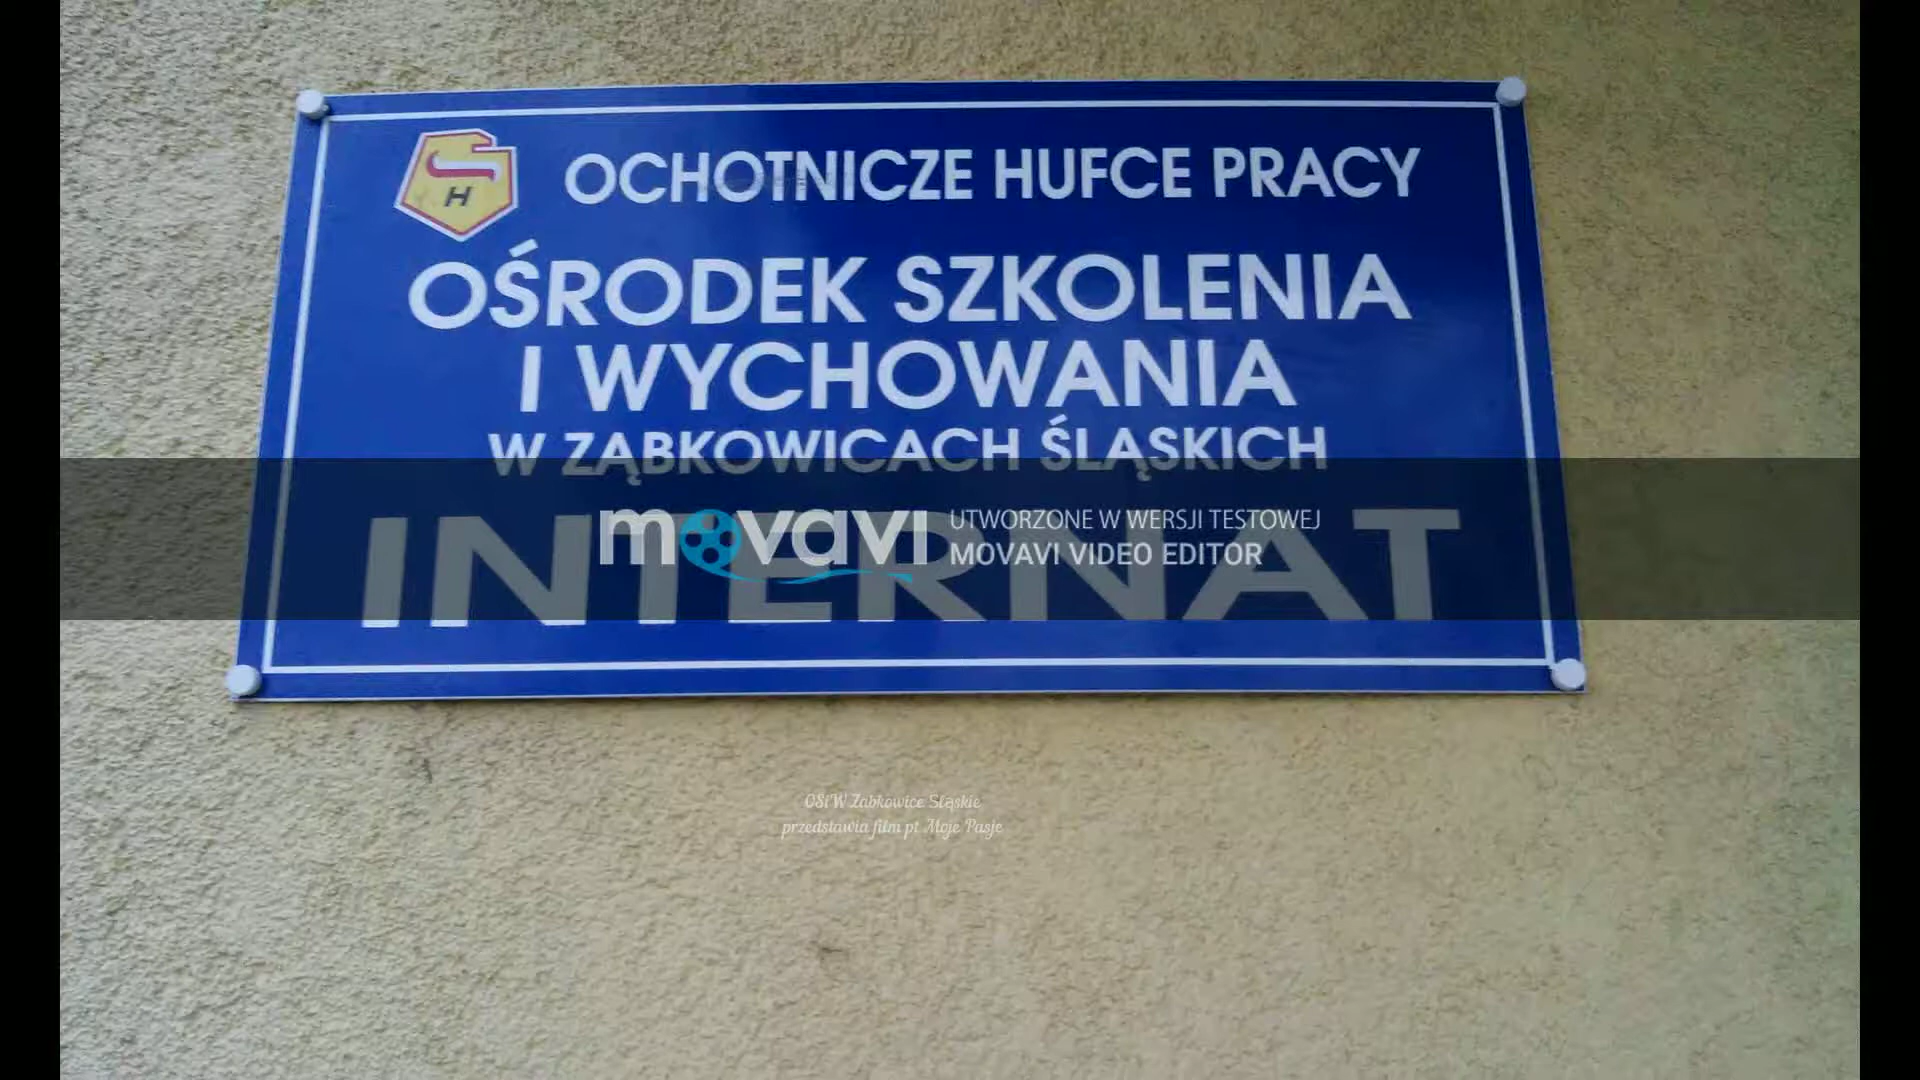 H
OCHOTNICZE HUFCE PRACY
OŚRODEK SZKOLENIA
I WYCHOWANIA
W ZĄBKOWICACH ŚLĄSKICH
INTERNAT
movavi
UTWORZONE W WERSJI TESTOWEJ
MOVAVI VIDEO EDITOR
OSiW Ząbkowice Śląskie
przedstawia film pt Moje Pasje